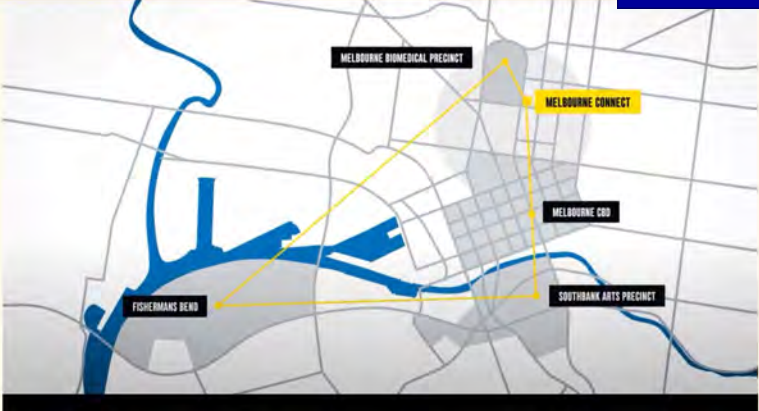 MELBOURNE BIOMEDICAL PRECINCT
MELBOURNE CONNECT
MELBOURNE CBD
SOUTHBANK ARTS PRECINCT
FISHERMANS BEND